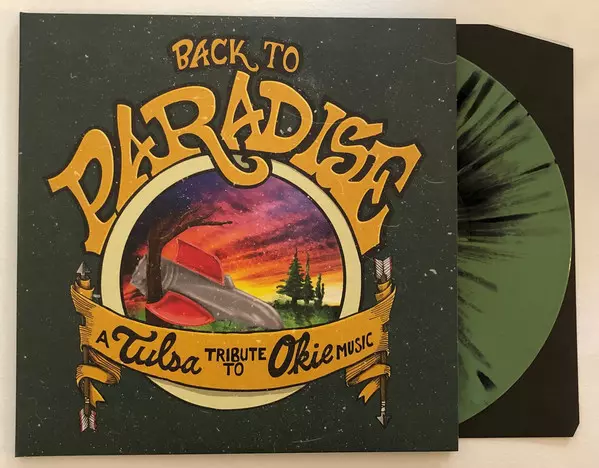 BACK TO
PARADISE
A Tulsa TRIBUTE TO Okie MUSIC